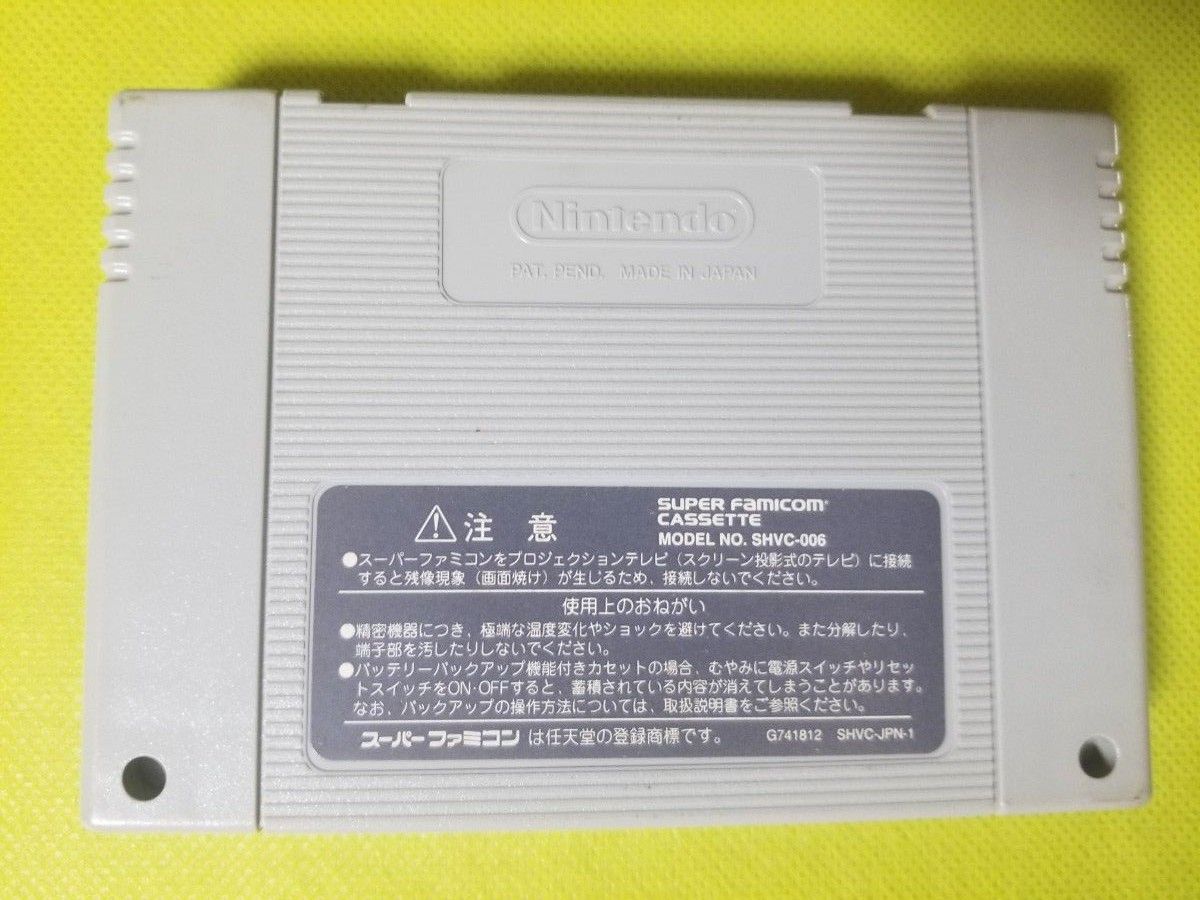 Nintendo
PAT. PEND. MADE IN JAPAN
注意
SUPER FAMICOM
CASSETTE
MODEL NO. SHVC-006
●スーパーファミコンをプロジェクションテレビ（スクリーン投影式のテレビ）に接続
すると残像現象（画面焼け）が生じるため、接続しないでください。
使用上のおねがい
●精密機器につき、極端な温度変化やショックを避けてください。また分解したり、
端子部を汚したりしないでください。
●バッテリーバックアップ機能付きカセットの場合、むやみに電源スイッチやリセッ
トスイッチをON・OFFすると、蓄積されている内容が消えてしまうことがあります。
なお、バックアップの操作方法については、取扱説明書をご参照ください。
スーパーファミコンは任天堂の登録商標です。 G741812 SHVC-JPN-1